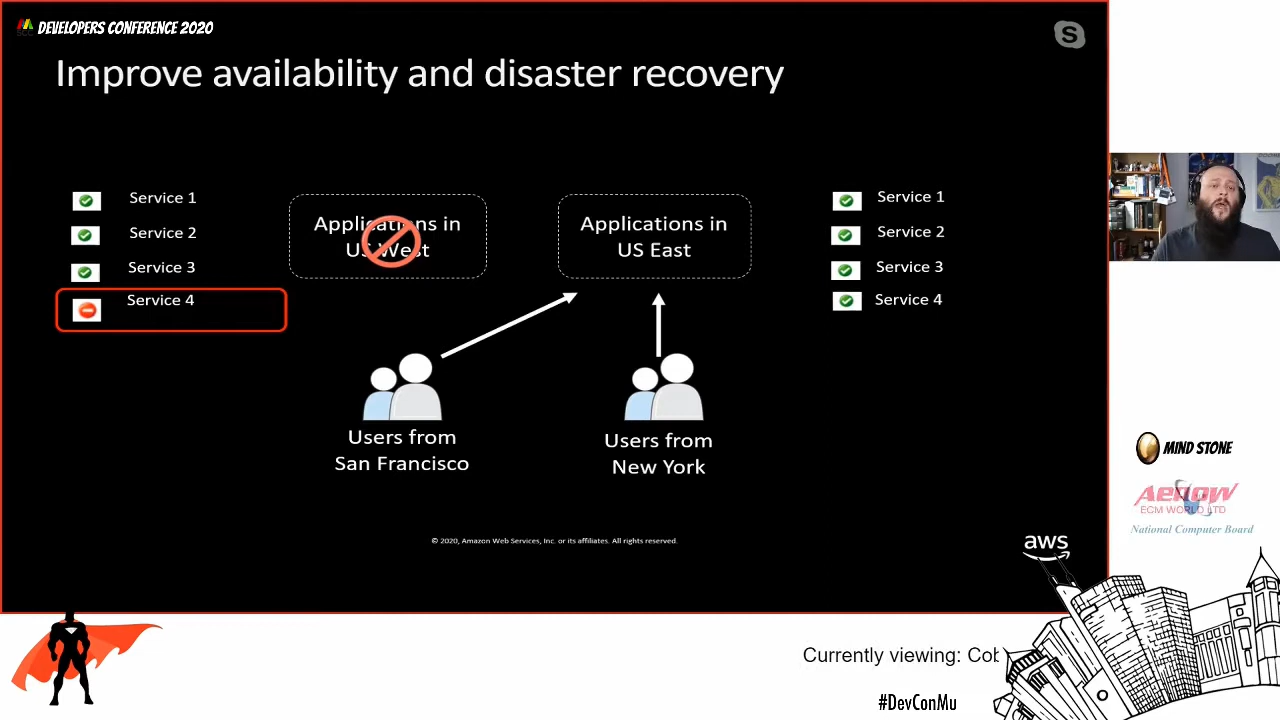 DEVELOPERS CONFERENCE 2020
S
Improve availability and disaster recovery
Service 1
Service 2
Service 3
Service 4
Applications in
US West
Applications in
US East
Service 1
Service 2
Service 3
Service 4
Users from
San Francisco
Users from
New York
© 2020, Amazon Web Services, Inc. or its affiliates. All rights reserved.
aws
MIND STONE
ECM WORLD LTD
National Computer Board
Currently viewing:
#DevConMu